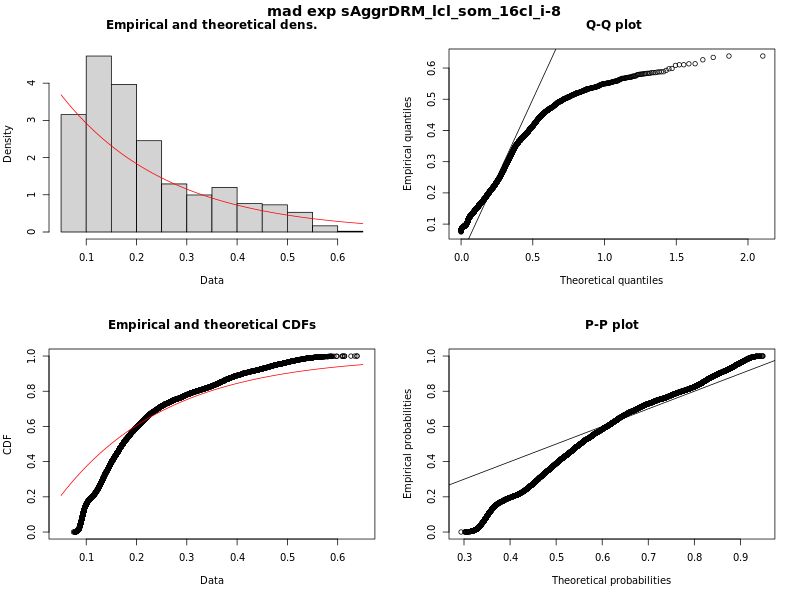 mad exp sAggrDRM_lcl_som_16cl_i-8
Empirical and theoretical dens.
Density
0 1 2 3 4
0.1 0.2 0.3 0.4 0.5 0.6
Data
Q-Q plot
Empirical quantiles
0.1 0.2 0.3 0.4 0.5 0.6
0.0 0.5 1.0 1.5 2.0
Theoretical quantiles
Empirical and theoretical CDFs
CDF
0.0 0.2 0.4 0.6 0.8 1.0
0.1 0.2 0.3 0.4 0.5 0.6
Data
P-P plot
Empirical probabilities
0.0 0.2 0.4 0.6 0.8 1.0
0.3 0.4 0.5 0.6 0.7 0.8 0.9
Theoretical probabilities